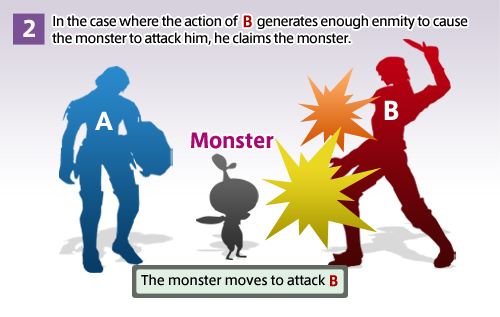 2
In the case where the action of B generates enough enmity to cause
the monster to attack him, he claims the monster.
A
B
Monster
The monster moves to attack B